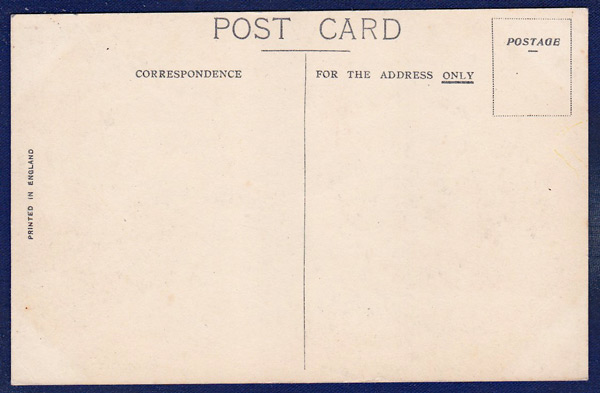 POST CARD
POSTAGE
CORRESPONDENCE
FOR THE ADDRESS ONLY
PRINTED IN ENGLAND